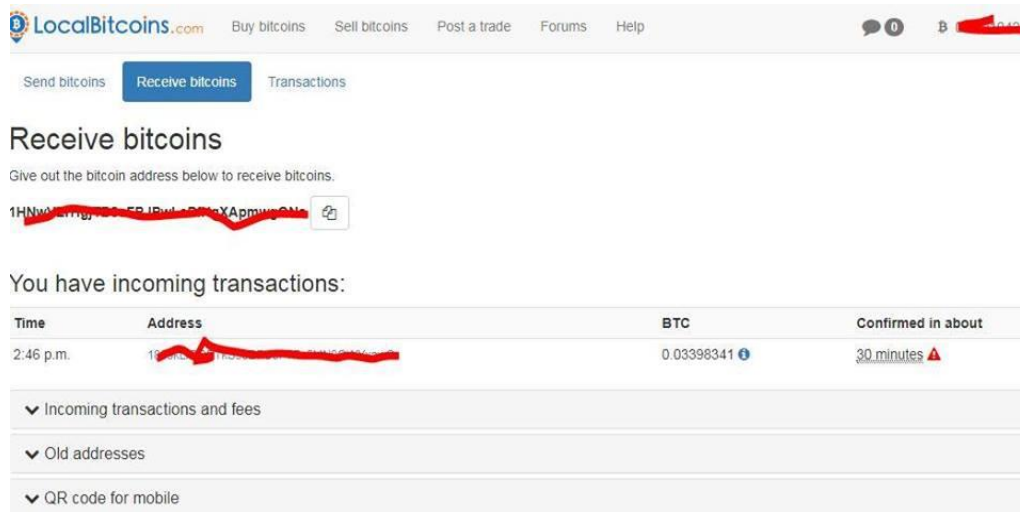 LocalBitcoins.com Buy bitcoins Sell bitcoins Post a trade Forums Help 0
Send bitcoins Receive bitcoins Transactions
Receive bitcoins
Give out the bitcoin address below to receive bitcoins.
You have incoming transactions:
Time Address BTC Confirmed in about
2:46 p.m. 0.03398341 30 minutes
Incoming transactions and fees
Old addresses
QR code for mobile